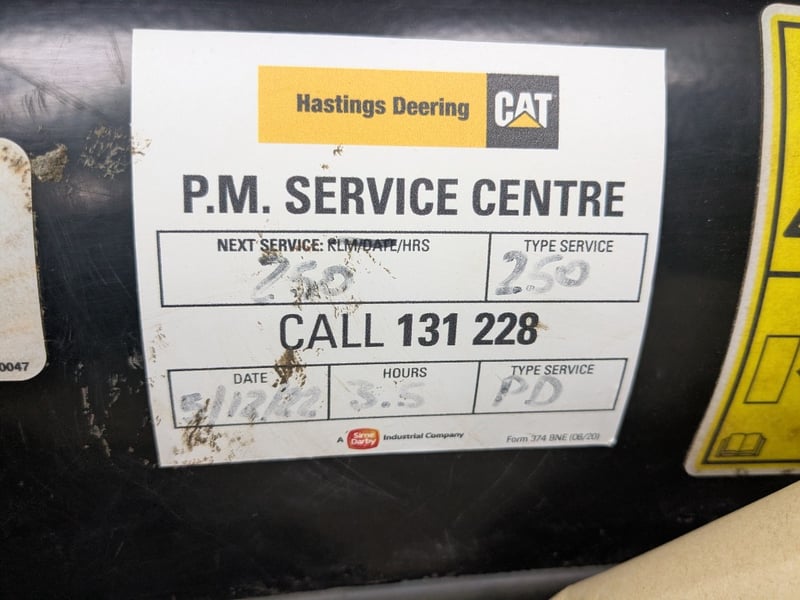 Hastings Deering CAT
P.M. SERVICE CENTRE
NEXT SERVICE: KLM/DATE/HRS
TYPE SERVICE
250
250
CALL 131 228
DATE
HOURS
TYPE SERVICE
5/12/22
3.5
PD
A Sime Darby Industrial Company
Form 374 BNE (06/20)
0047